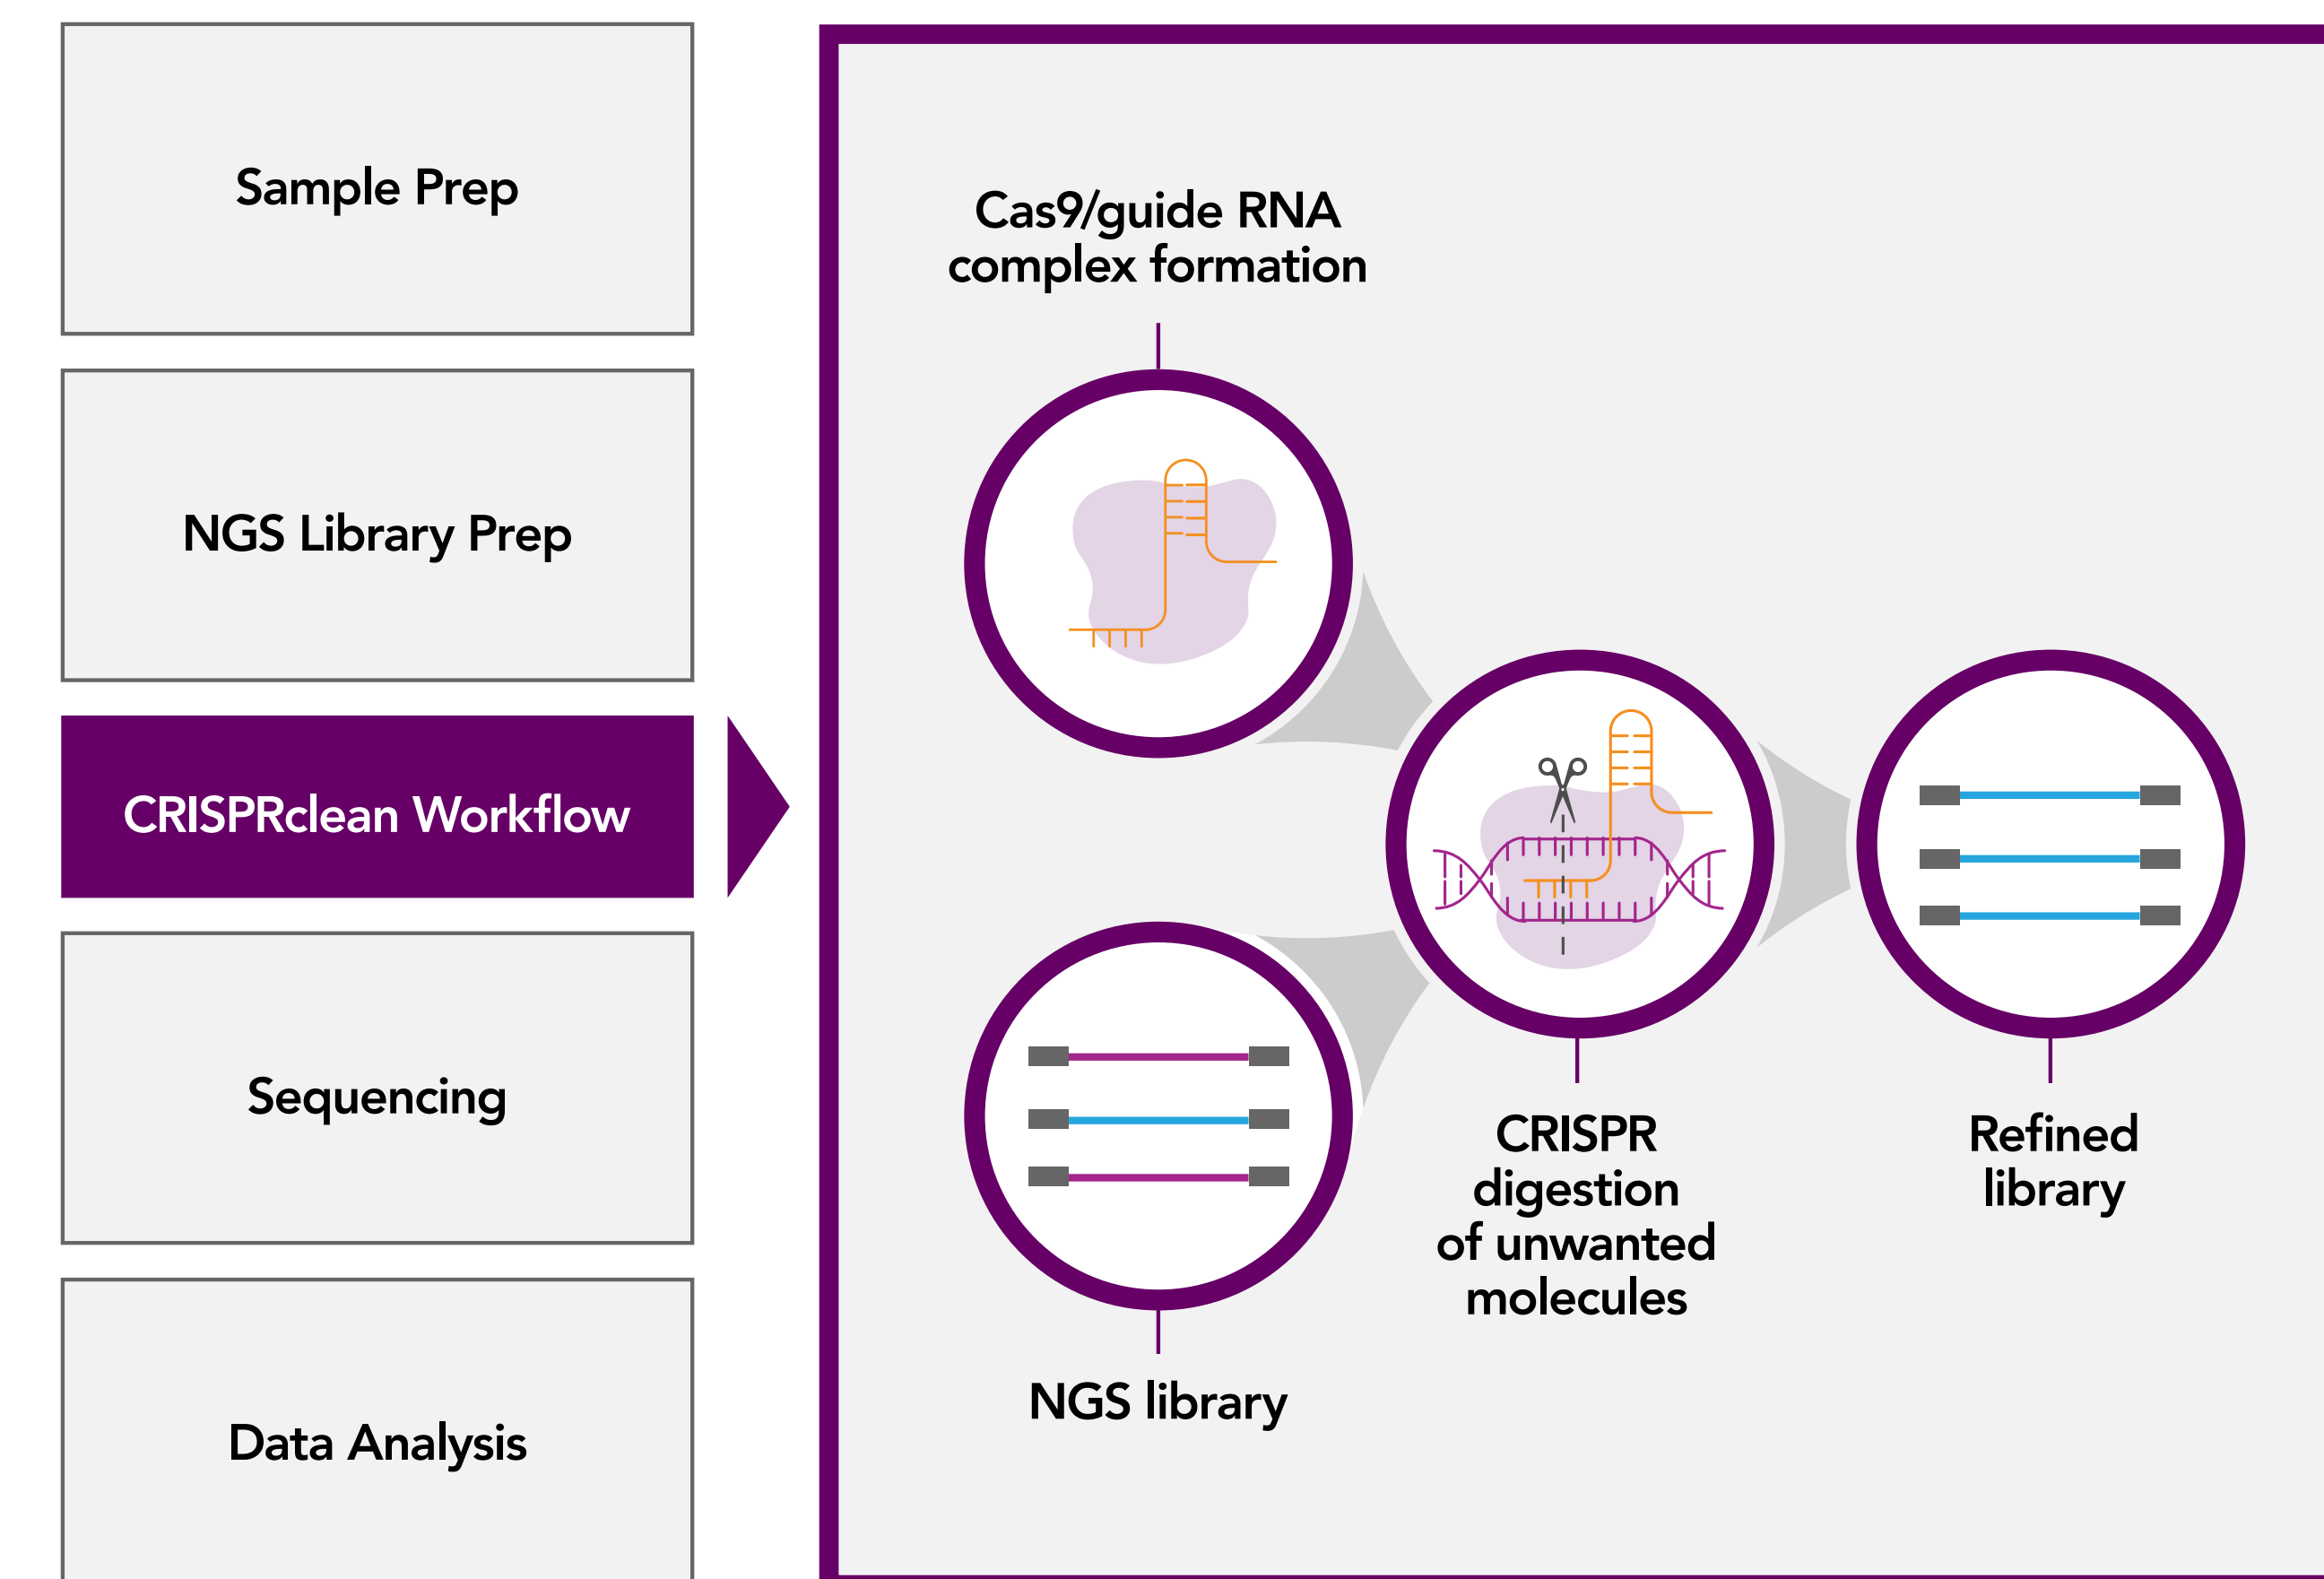 Sample Prep
NGS Library Prep
CRISPRclean Workflow
Sequencing
Data Analysis
Cas9/guide RNA
complex formation
NGS library
CRISPR
digestion
of unwanted
molecules
Refined
library